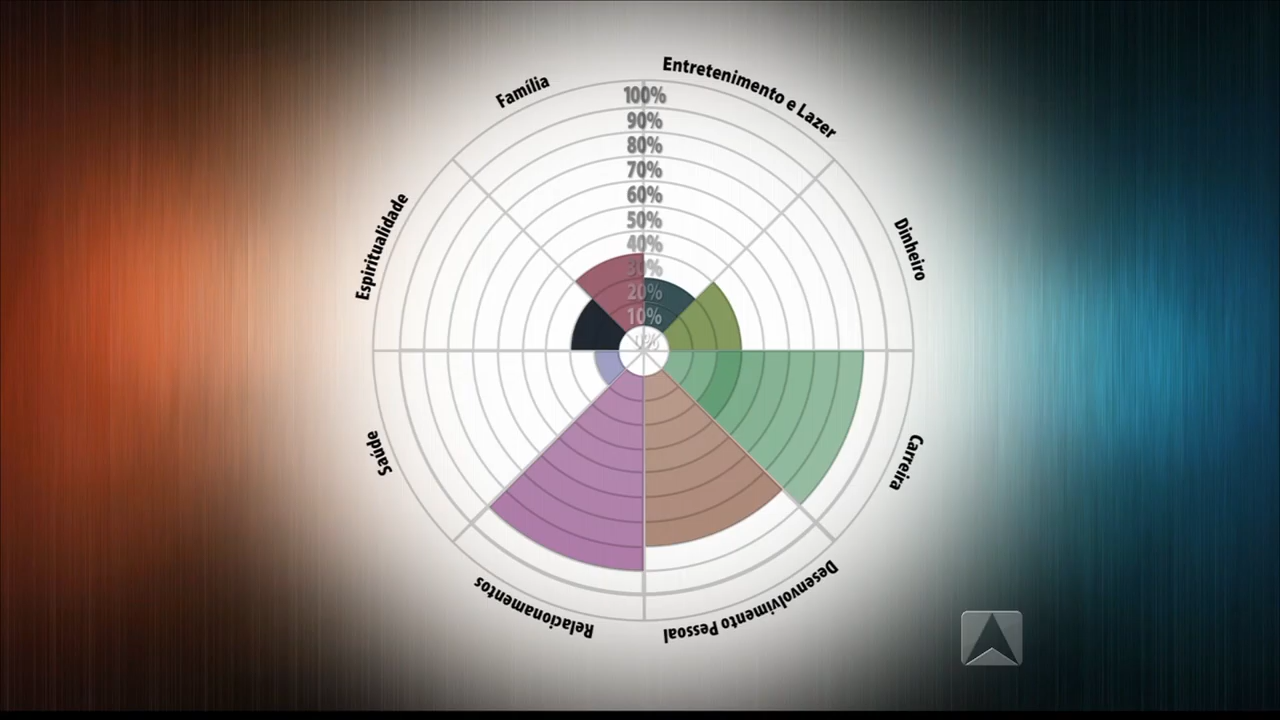 Família
Entretenimento e Lazer
100%
90%
80%
70%
60%
50%
40%
30%
20%
10%
0%
Espiritualidade
Dinheiro
Saúde
Carreira
Relacionamentos
Desenvolvimento Pessoal